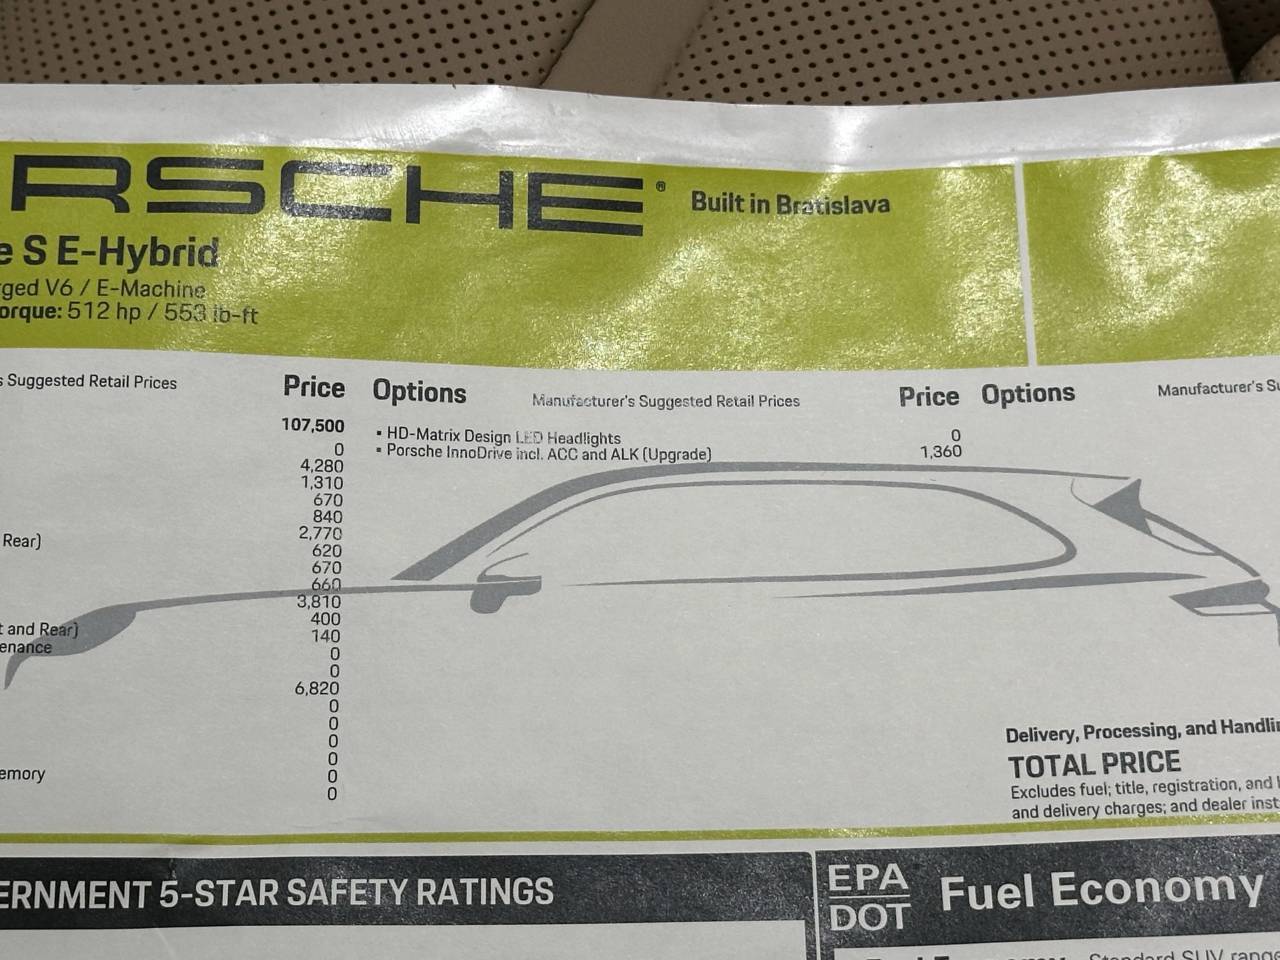 RSCHE® Built in Bratislava
e S E-Hybrid
rged V6 / E-Machine
orque: 512 hp / 553 lb-ft
s Suggested Retail Prices Price Options Manufacturer's Suggested Retail Prices Price Options Manufacturer's Su
107,500
• HD-Matrix Design LED Headlights 0
0
• Porsche InnoDrive incl. ACC and ALK (Upgrade) 1,360
4,280
1,310
670
840
Rear) 2,770
620
670
660
3,810
400
t and Rear) 140
enance 0
0
6,820
0
0
0
0
emory 0
0
Delivery, Processing, and Handli
TOTAL PRICE
Excludes fuel; title, registration, and
and delivery charges; and dealer inst
ERNMENT 5-STAR SAFETY RATINGS
EPA
DOT
Fuel Economy
Standard SUV range